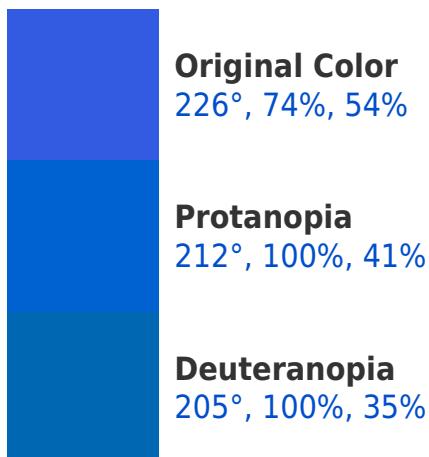 Original Color
226°, 74%, 54%
Protanopia
212°, 100%, 41%
Deuteranopia
205°, 100%, 35%